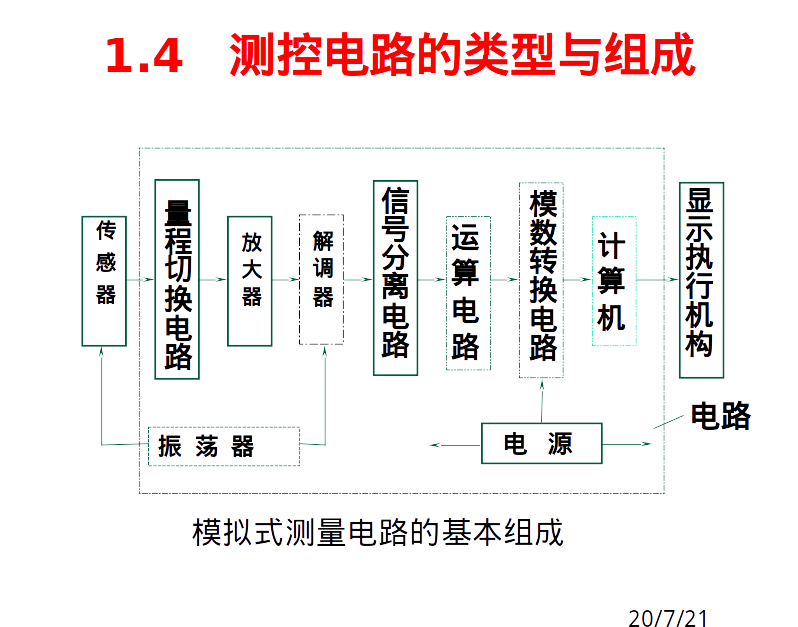 1.4 测控电路的类型与组成
传感器
量程切换电路
放大器
解调器
信号分离电路
运算电路
模数转换电路
计算机
显示执行机构
振荡器
电源
电路
模拟式测量电路的基本组成
20/7/21